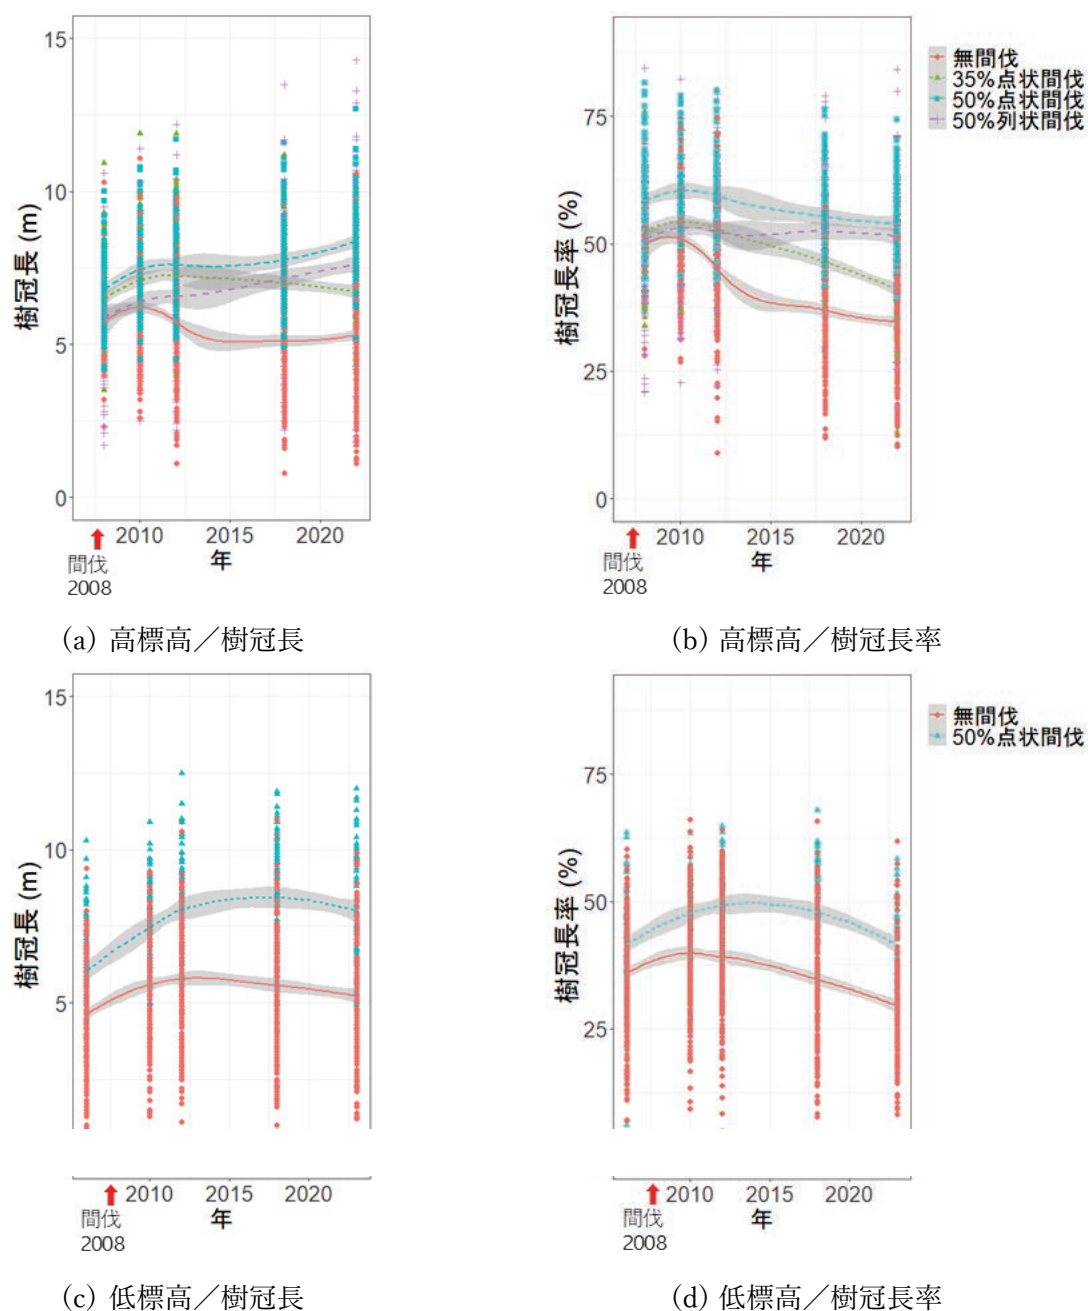 15
10
5
0
樹冠長 (m)
2010
2015
2020
年
間伐
2008
(a) 高標高／樹冠長
75
50
25
0
樹冠長率 (%)
2010
2015
2020
年
間伐
2008
(b) 高標高／樹冠長率
無間伐
35%点状間伐
50%点状間伐
50%列状間伐
15
10
5
樹冠長 (m)
2010
2015
2020
年
間伐
2008
(c) 低標高／樹冠長
75
50
25
樹冠長率 (%)
2010
2015
2020
年
間伐
2008
(d) 低標高／樹冠長率
無間伐
50%点状間伐